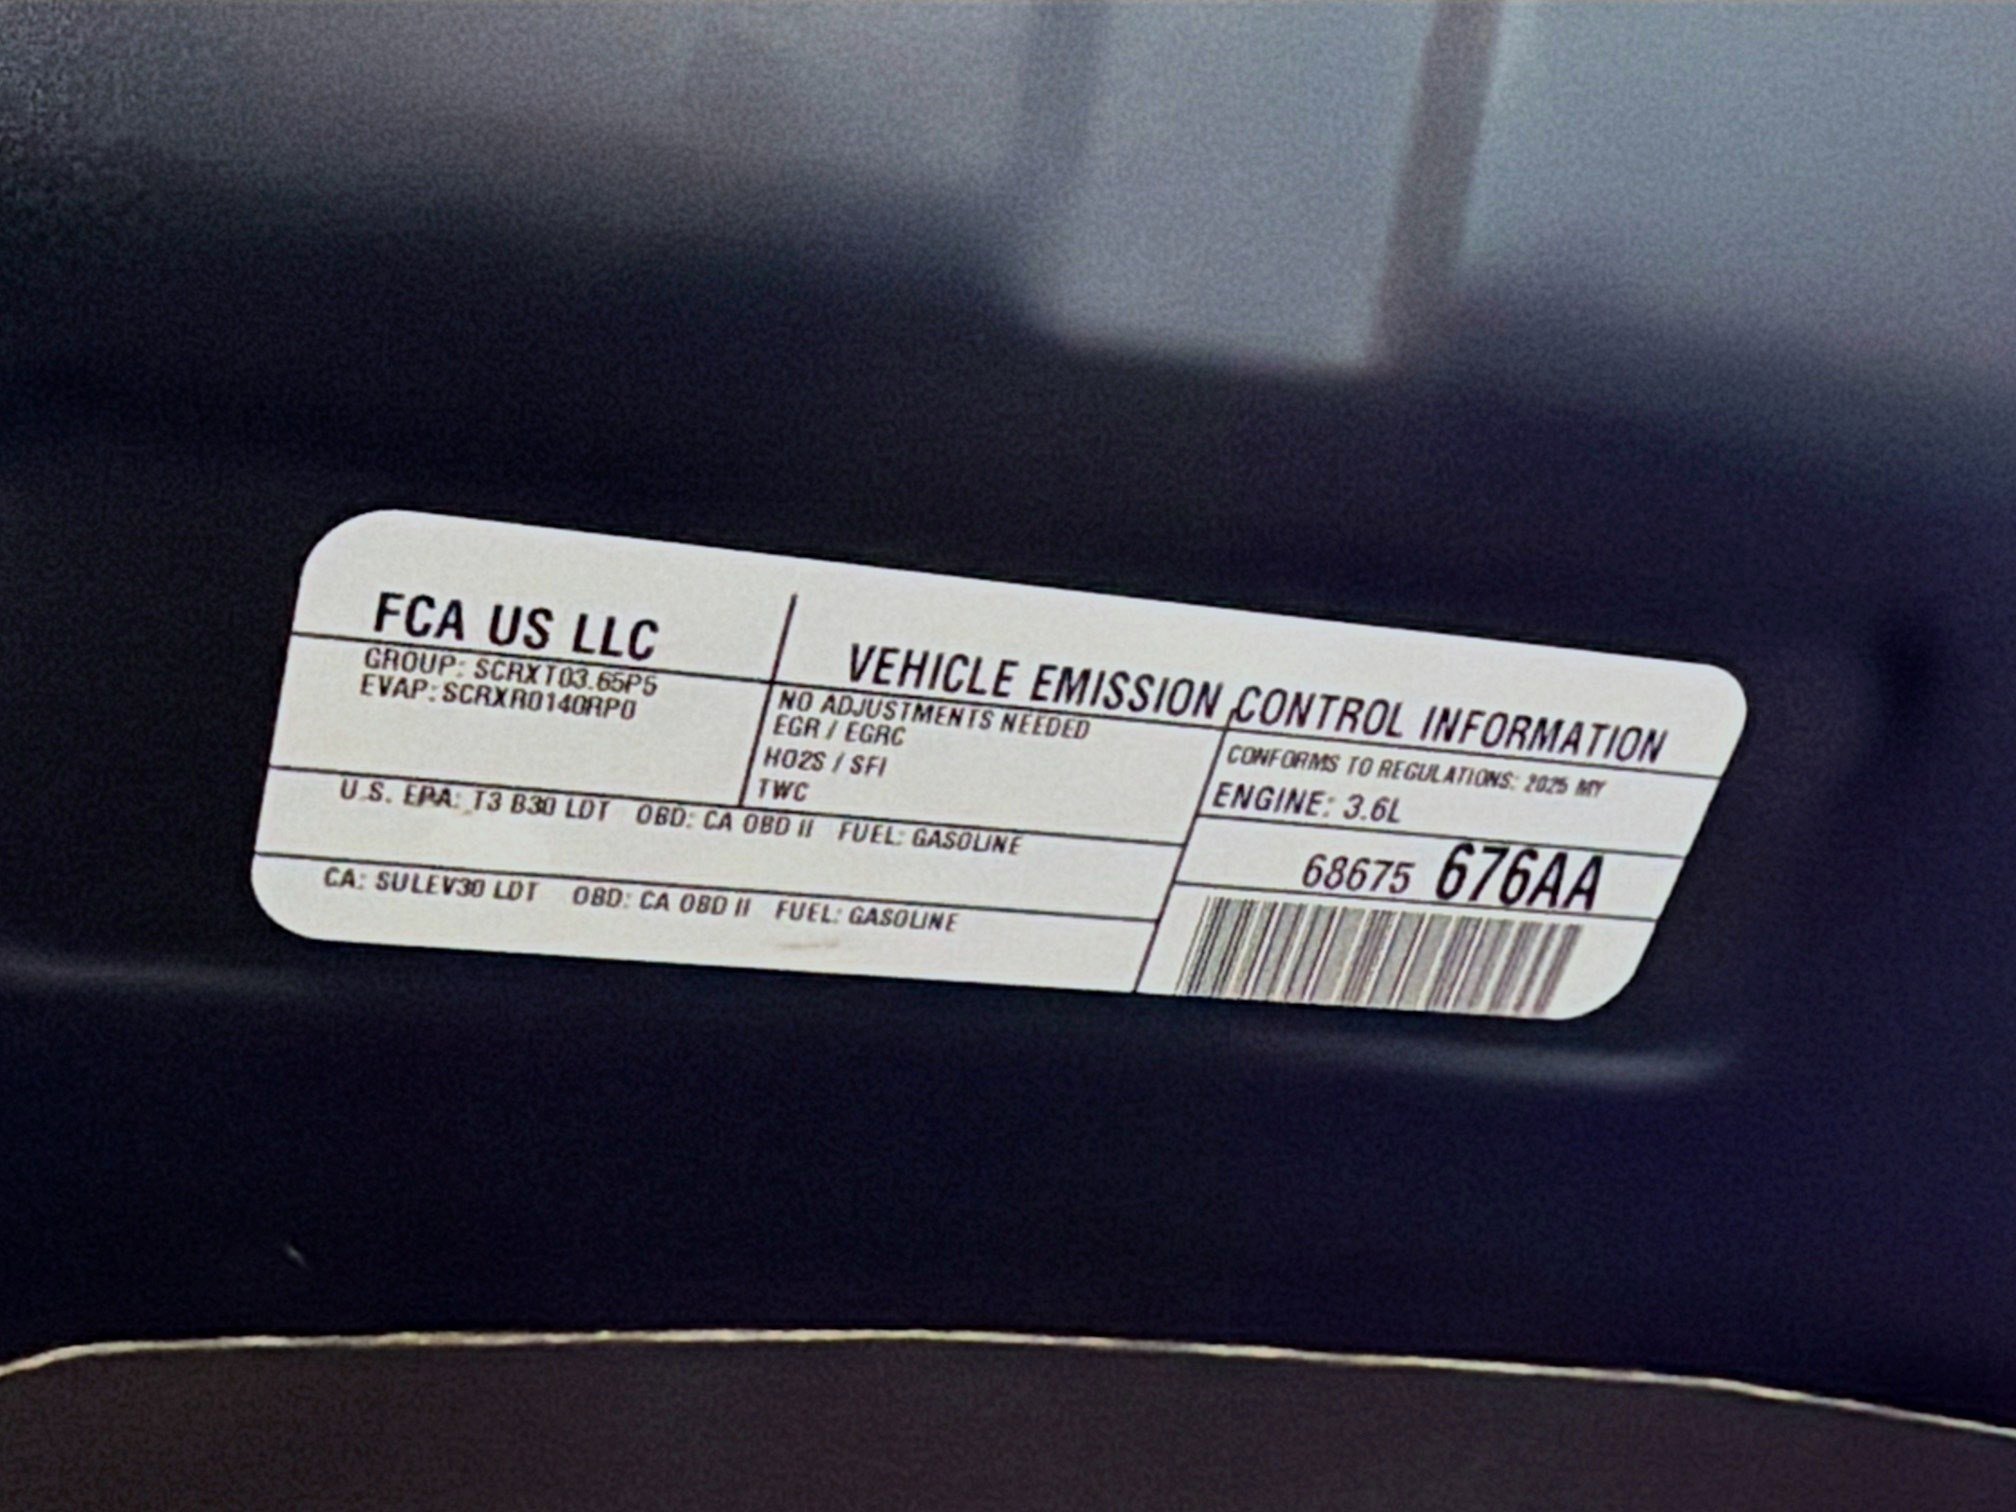 FCA US LLC
VEHICLE EMISSION CONTROL INFORMATION
GROUP: SCRXT03.65P5
EVAP: SCRXR0140RP0
NO ADJUSTMENTS NEEDED
EGR / EGRC
HO2S / SFI
TWC
CONFORMS TO REGULATIONS: 2025 MY
ENGINE: 3.6L
U.S. EPA: T3 B30 LDT OBD: CA OBD II FUEL: GASOLINE
CA: SULEV30 LDT OBD: CA OBD II FUEL: GASOLINE
68675 676AA